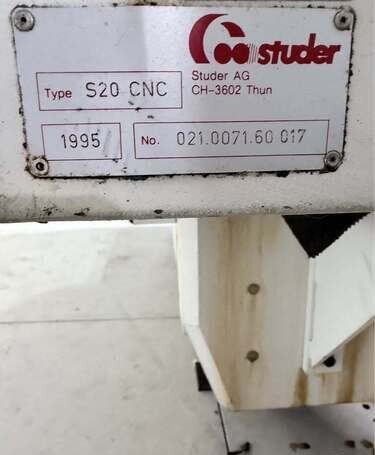 studer
Studer AG
CH-3602 Thun
Type S20 CNC
1995
No. 021.0071.60 017